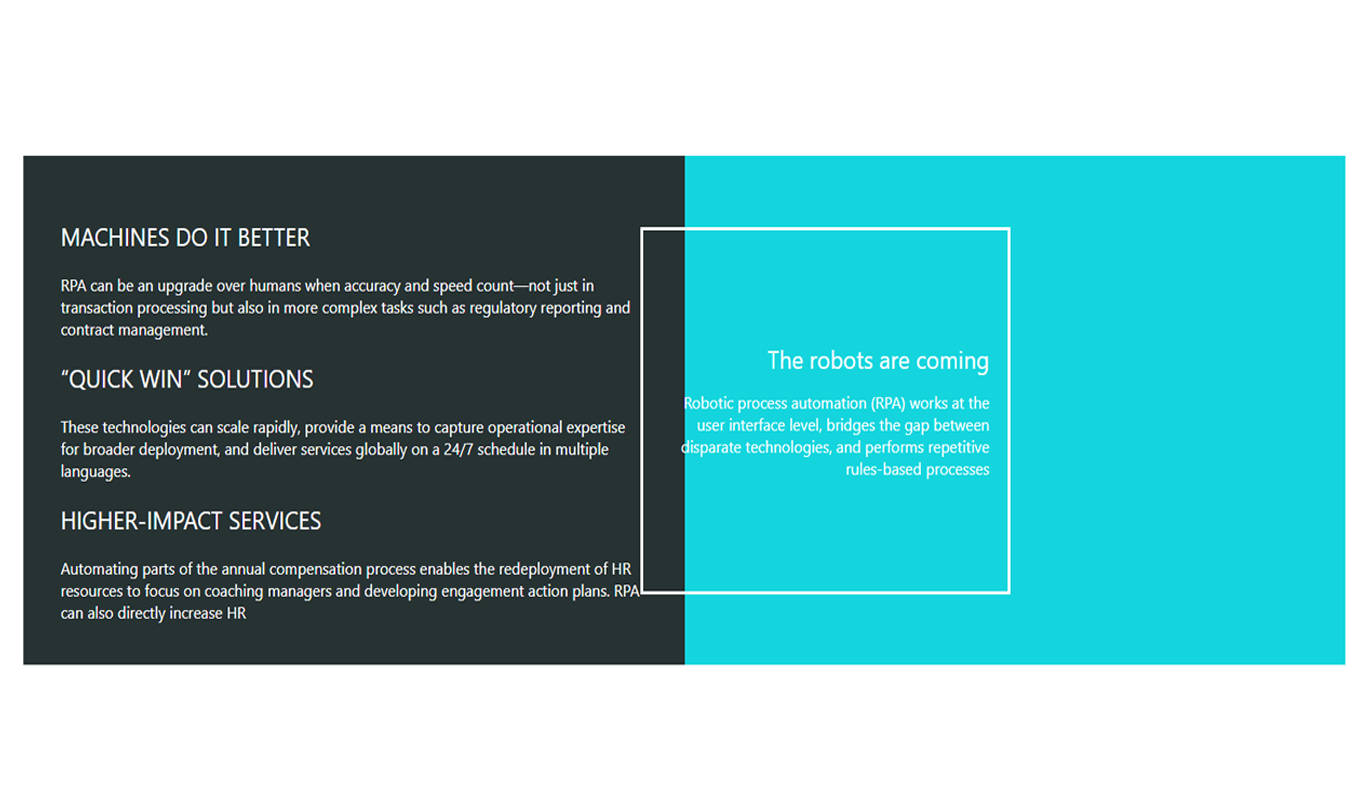 MACHINES DO IT BETTER
RPA can be an upgrade over humans when accuracy and speed count—not just in
transaction processing but also in more complex tasks such as regulatory reporting and
contract management.
“QUICK WIN” SOLUTIONS
These technologies can scale rapidly, provide a means to capture operational expertise
for broader deployment, and deliver services globally on a 24/7 schedule in multiple
languages.
HIGHER-IMPACT SERVICES
Automating parts of the annual compensation process enables the redeployment of HR
resources to focus on coaching managers and developing engagement action plans. RPA
can also directly increase HR
The robots are coming
Robotic process automation (RPA) works at the
user interface level, bridges the gap between
disparate technologies, and performs repetitive
rules-based processes